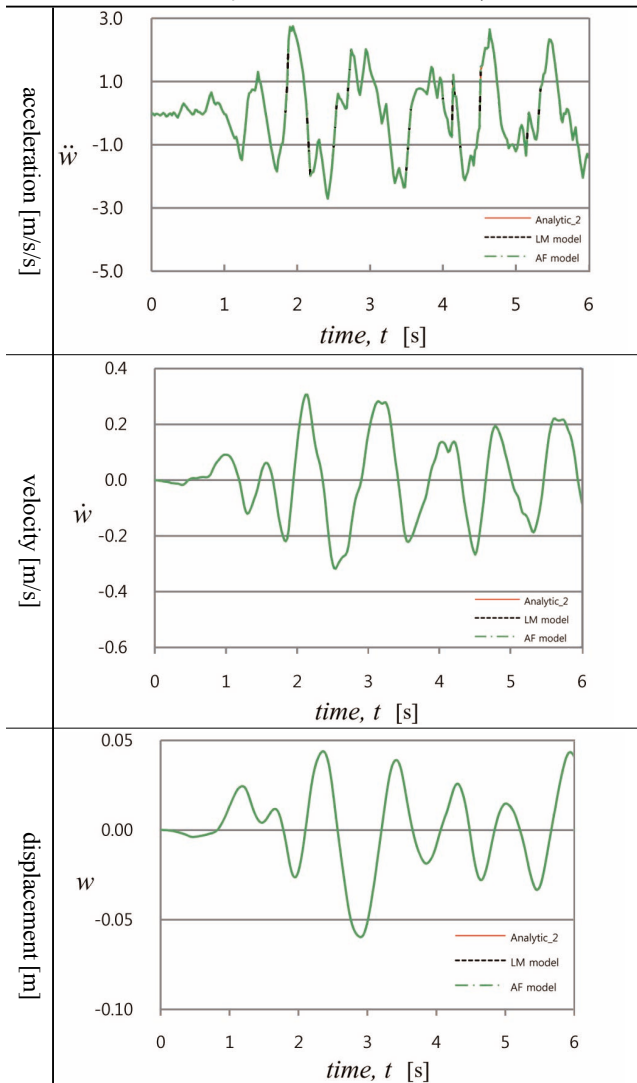 acceleration [m/s/s]
ẅ
3.0
1.0
-1.0
-3.0
-5.0
Analytic_2
LM model
AF model
0 1 2 3 4 5 6
time, t [s]
velocity [m/s]
ẇ
0.4
0.2
0.0
-0.2
-0.4
-0.6
Analytic_2
LM model
AF model
0 1 2 3 4 5 6
time, t [s]
displacement [m]
w
0.05
0.00
-0.05
-0.10
Analytic_2
LM model
AF model
0 1 2 3 4 5 6
time, t [s]